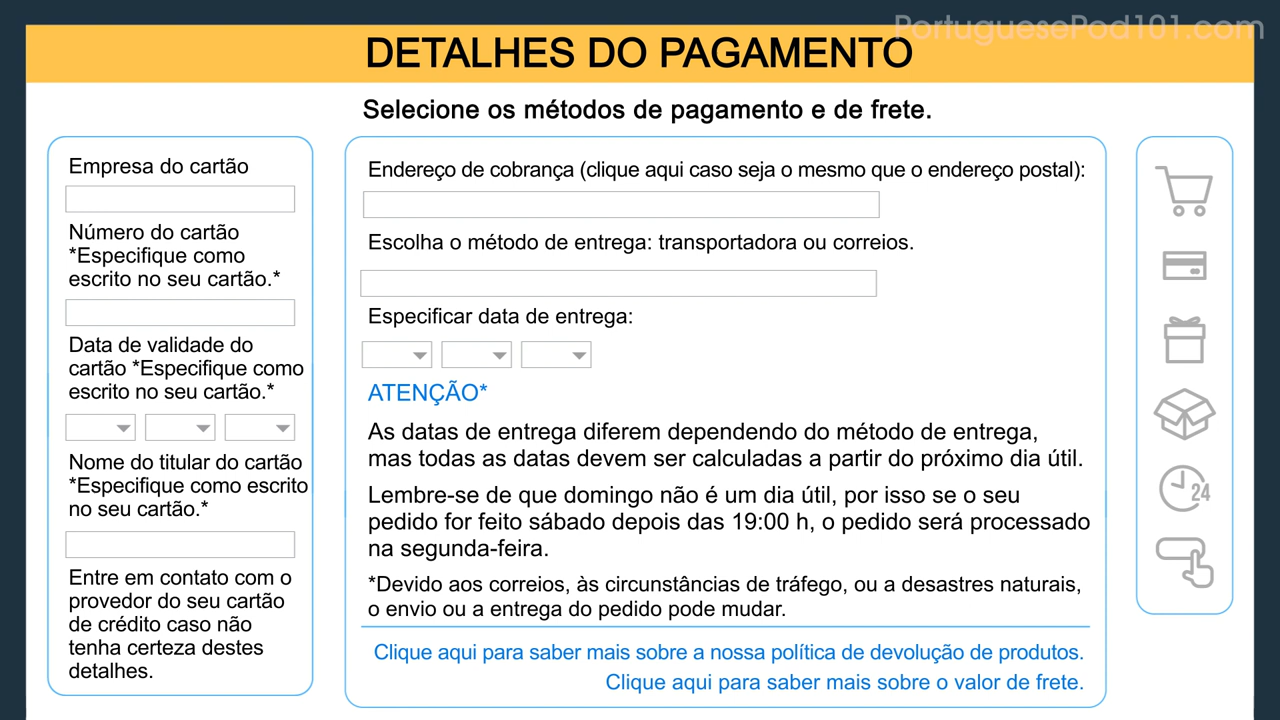 PortuguesePod101.com
DETALHES DO PAGAMENTO
Selecione os métodos de pagamento e de frete.
Empresa do cartão
Número do cartão
*Especifique como
escrito no seu cartão.*
Data de validade do
cartão *Especifique como
escrito no seu cartão.*
Nome do titular do cartão
*Especifique como escrito
no seu cartão.*
Entre em contato com o
provedor do seu cartão
de crédito caso não
tenha certeza destes
detalhes.
Endereço de cobrança (clique aqui caso seja o mesmo que o endereço postal):
Escolha o método de entrega: transportadora ou correios.
Especificar data de entrega:
ATENÇÃO*
As datas de entrega diferem dependendo do método de entrega,
mas todas as datas devem ser calculadas a partir do próximo dia útil.
Lembre-se de que domingo não é um dia útil, por isso se o seu
pedido for feito sábado depois das 19:00 h, o pedido será processado
na segunda-feira.
*Devido aos correios, às circunstâncias de tráfego, ou a desastres naturais,
o envio ou a entrega do pedido pode mudar.
Clique aqui para saber mais sobre a nossa política de devolução de produtos.
Clique aqui para saber mais sobre o valor de frete.
24